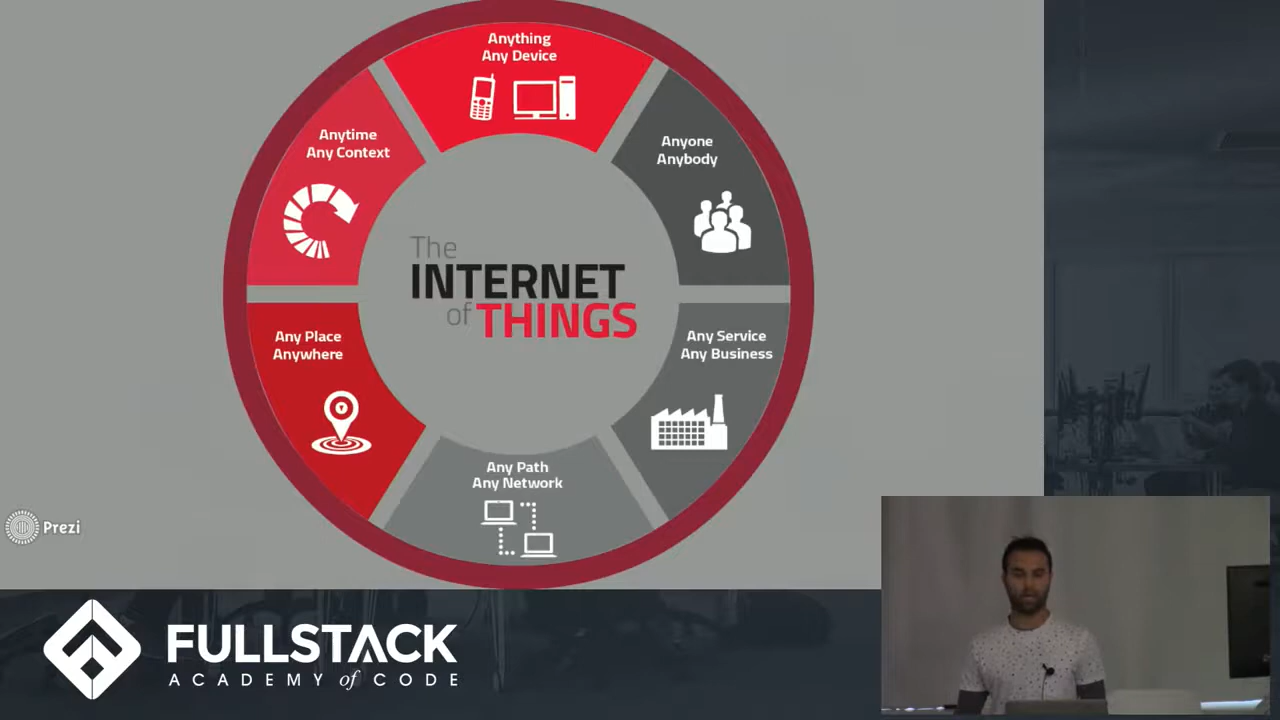 Anything
Any Device
Anytime
Any Context
Anyone
Anybody
The
INTERNET
of THINGS
Any Place
Anywhere
Any Service
Any Business
Any Path
Any Network
Prezi
FULLSTACK
ACADEMY of CODE